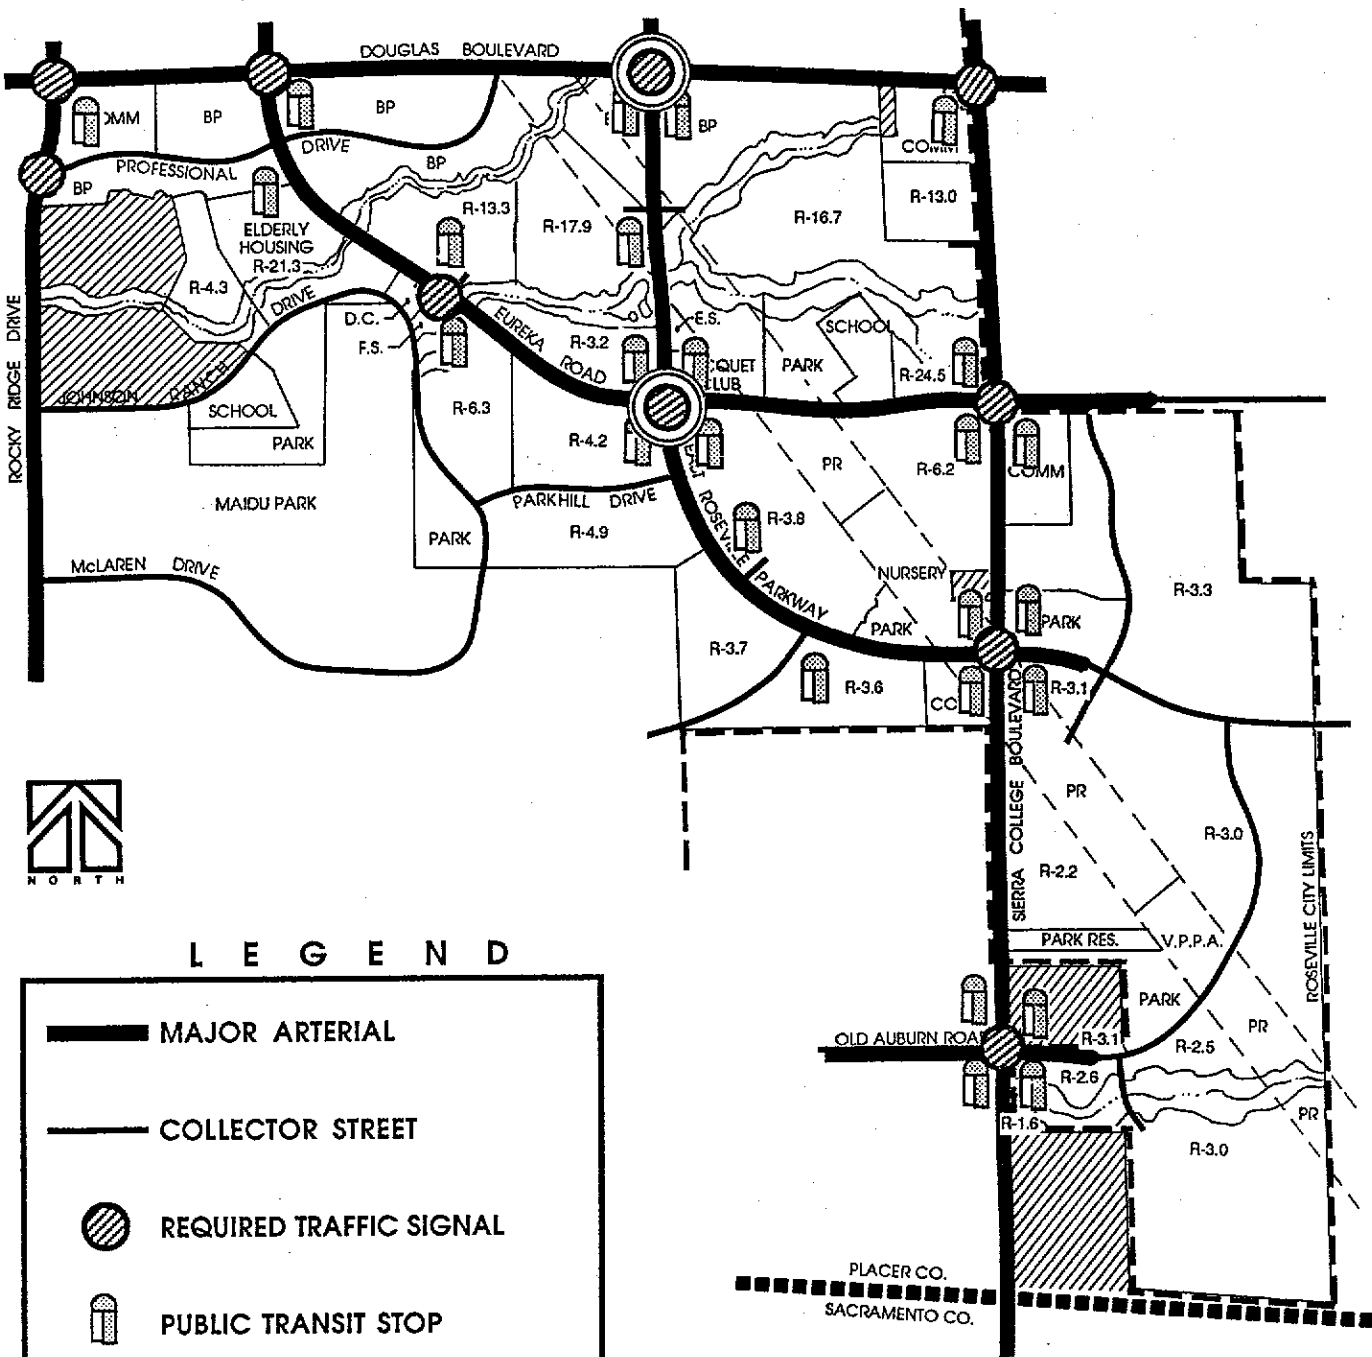 DOUGLAS BOULEVARD
BP
BP
BP
COMM
PROFESSIONAL DRIVE
BP
BP
R-13.3
R-17.9
R-16.7
R-13.0
ELDERLY
HOUSING
R-21.3
R-4.3
JOHNSON RANCH DRIVE
ROCKY RIDGE DRIVE
D.C.
F.S.
EUREKA ROAD
R-3.2
E.S.
PARK
SCHOOL
R-24.5
SCHOOL
PARK
R-6.3
R-4.2
PR
R-6.2
COMM
MAIDU PARK
PARKHILL DRIVE
PARK
R-4.9
ROSEVILLE PARKWAY
R-3.8
McLAREN DRIVE
NURSERY
R-3.3
PARK
PARK
R-3.7
R-3.6
R-3.1
SIERRA COLLEGE BOULEVARD
PR
R-3.0
R-2.2
ROSEVILLE CITY LIMITS
PARK RES.
V.P.P.A.
PARK
PR
OLD AUBURN ROAD
R-3.1
R-2.5
R-2.6
R-1.6
PR
R-3.0
PLACER CO.
SACRAMENTO CO.
NORTH
LEGEND
MAJOR ARTERIAL
COLLECTOR STREET
REQUIRED TRAFFIC SIGNAL
PUBLIC TRANSIT STOP